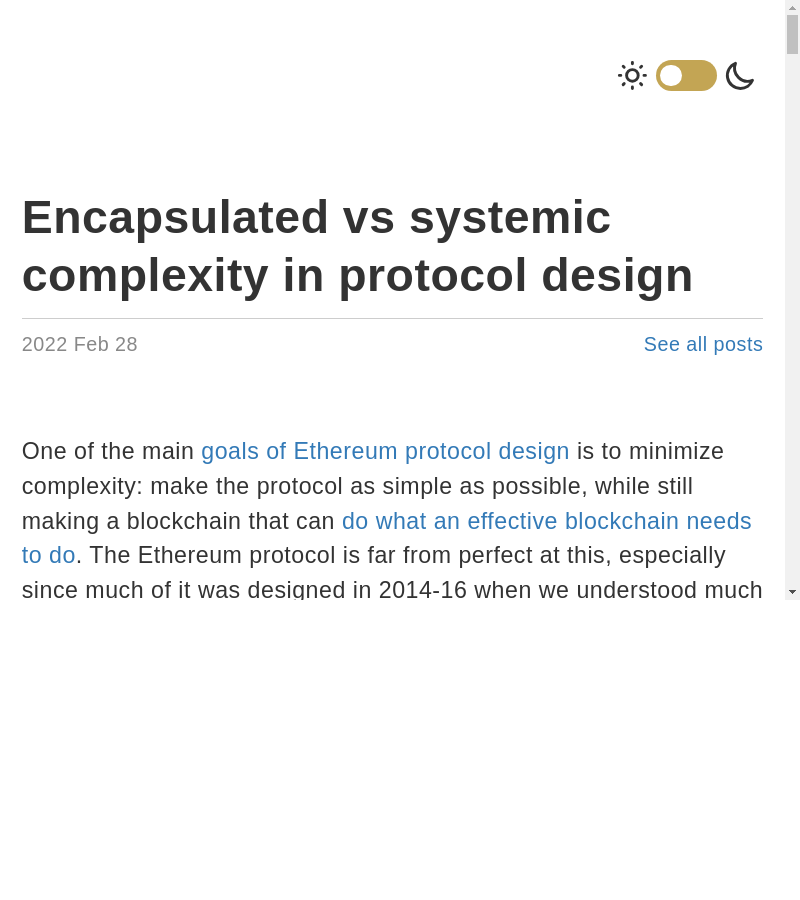 Encapsulated vs systemic
complexity in protocol design
2022 Feb 28
See all posts
One of the main goals of Ethereum protocol design is to minimize
complexity: make the protocol as simple as possible, while still
making a blockchain that can do what an effective blockchain needs
to do. The Ethereum protocol is far from perfect at this, especially
since much of it was designed in 2014-16 when we understood much